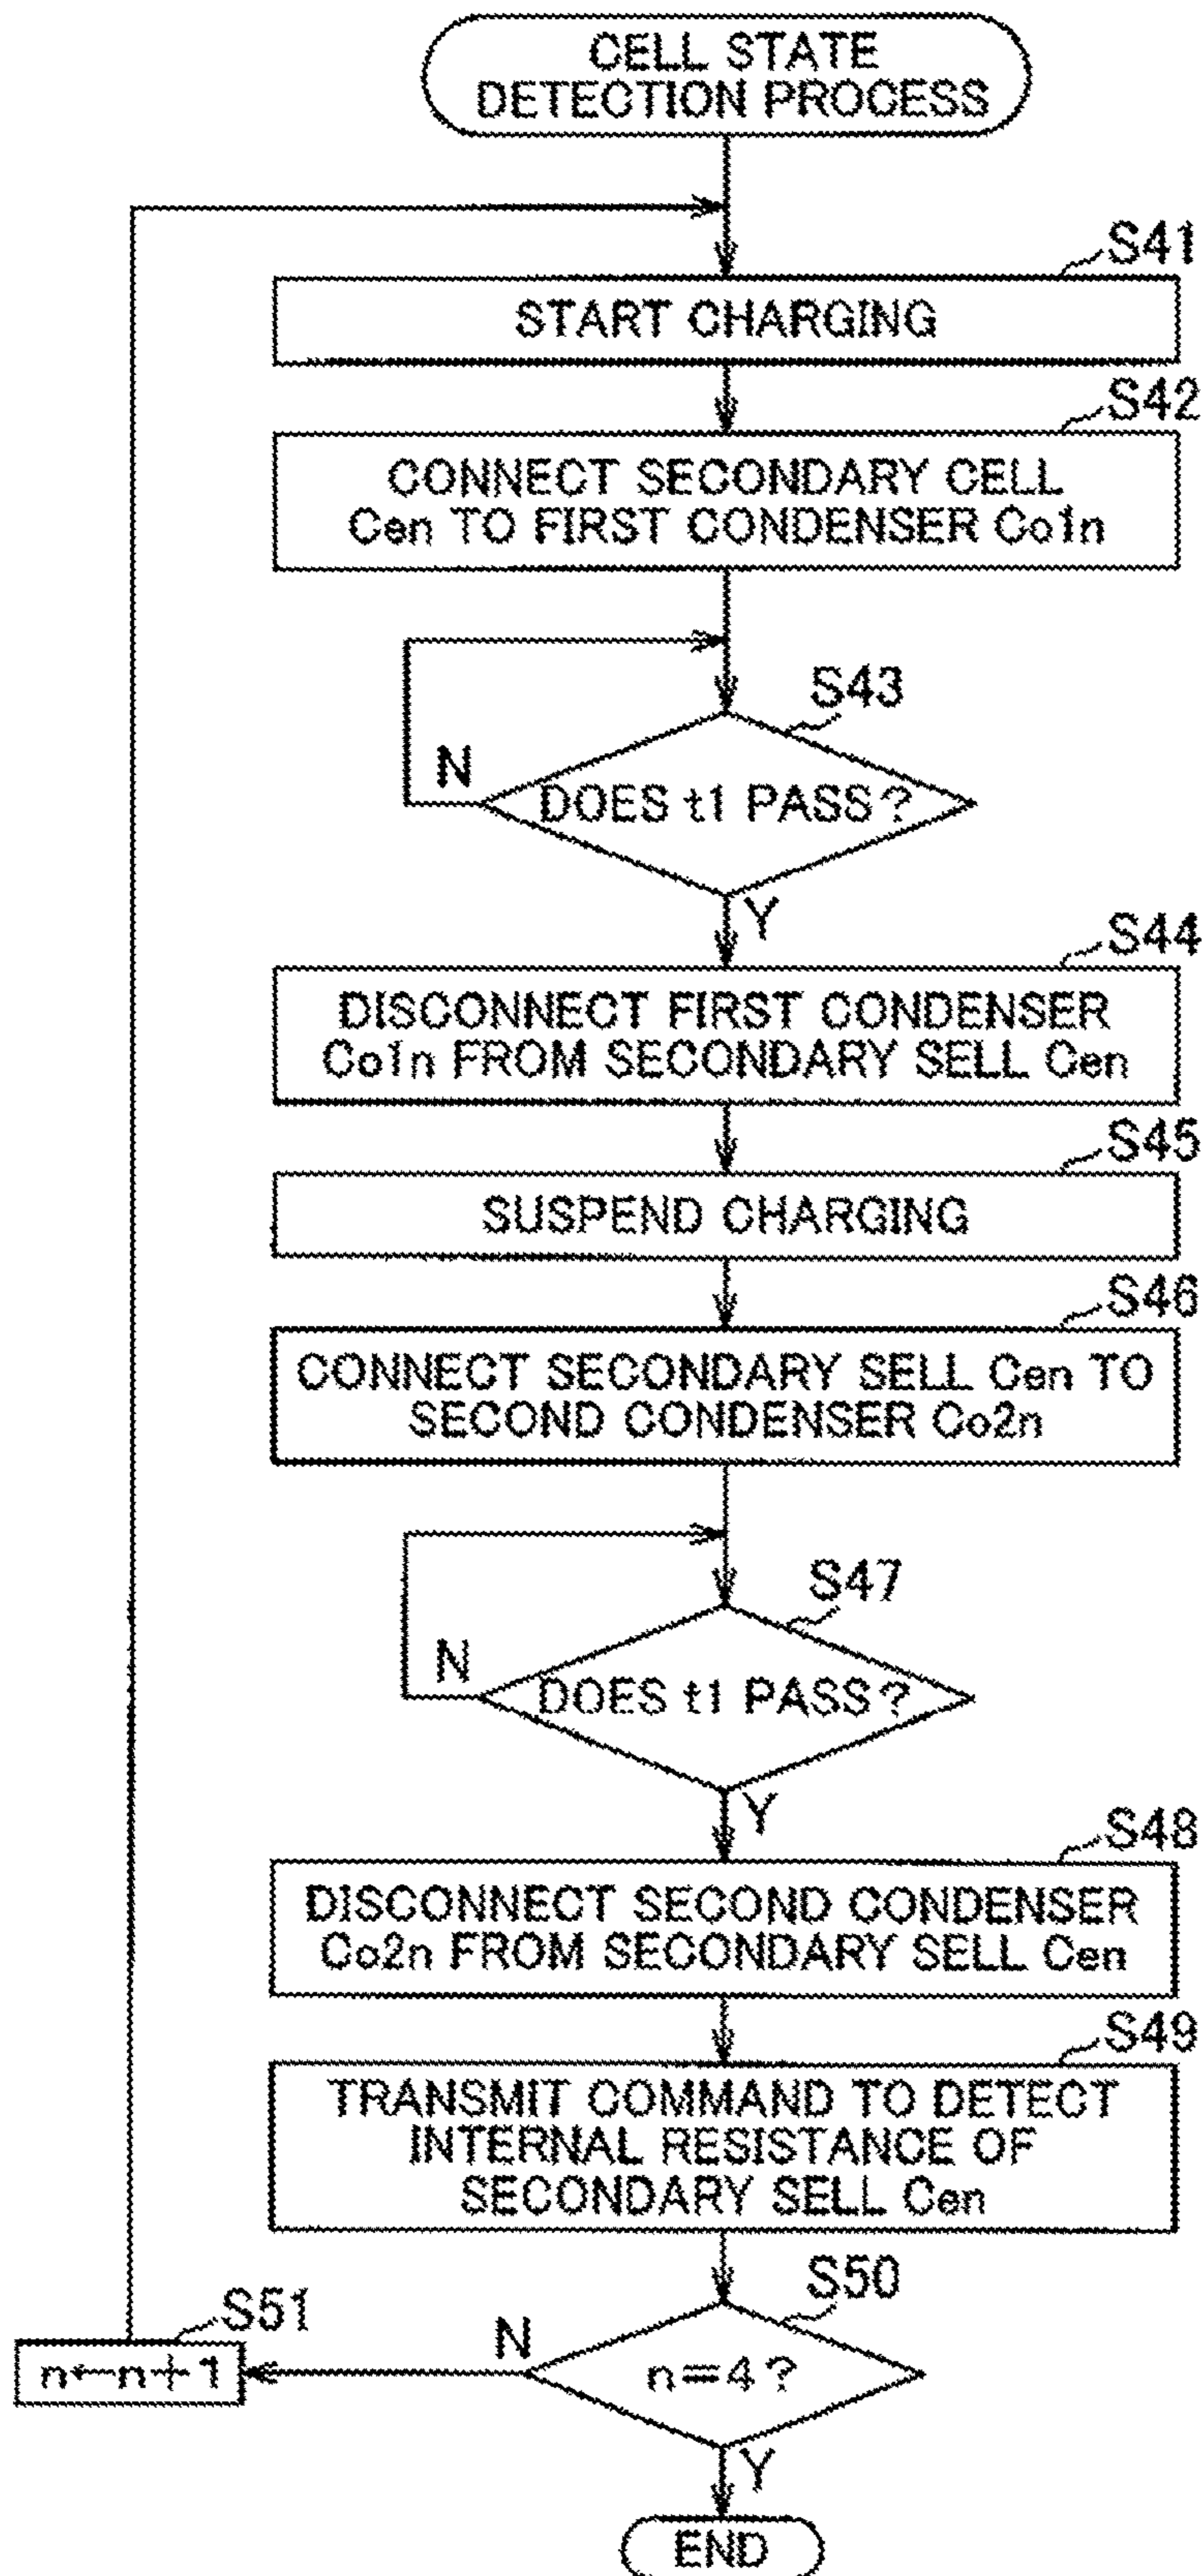 CELL STATE
DETECTION PROCESS
S41
START CHARGING
S42
CONNECT SECONDARY CELL
Cen TO FIRST CONDENSER Co1n
S43
N
DOES t1 PASS?
Y
S44
DISCONNECT FIRST CONDENSER
Co1n FROM SECONDARY SELL Cen
S45
SUSPEND CHARGING
S46
CONNECT SECONDARY SELL Cen TO
SECOND CONDENSER Co2n
S47
N
DOES t1 PASS?
Y
S48
DISCONNECT SECOND CONDENSER
Co2n FROM SECONDARY SELL Cen
S49
TRANSMIT COMMAND TO DETECT
INTERNAL RESISTANCE OF
SECONDARY SELL Cen
S50
S51
N
n=4?
n←n+1
Y
END